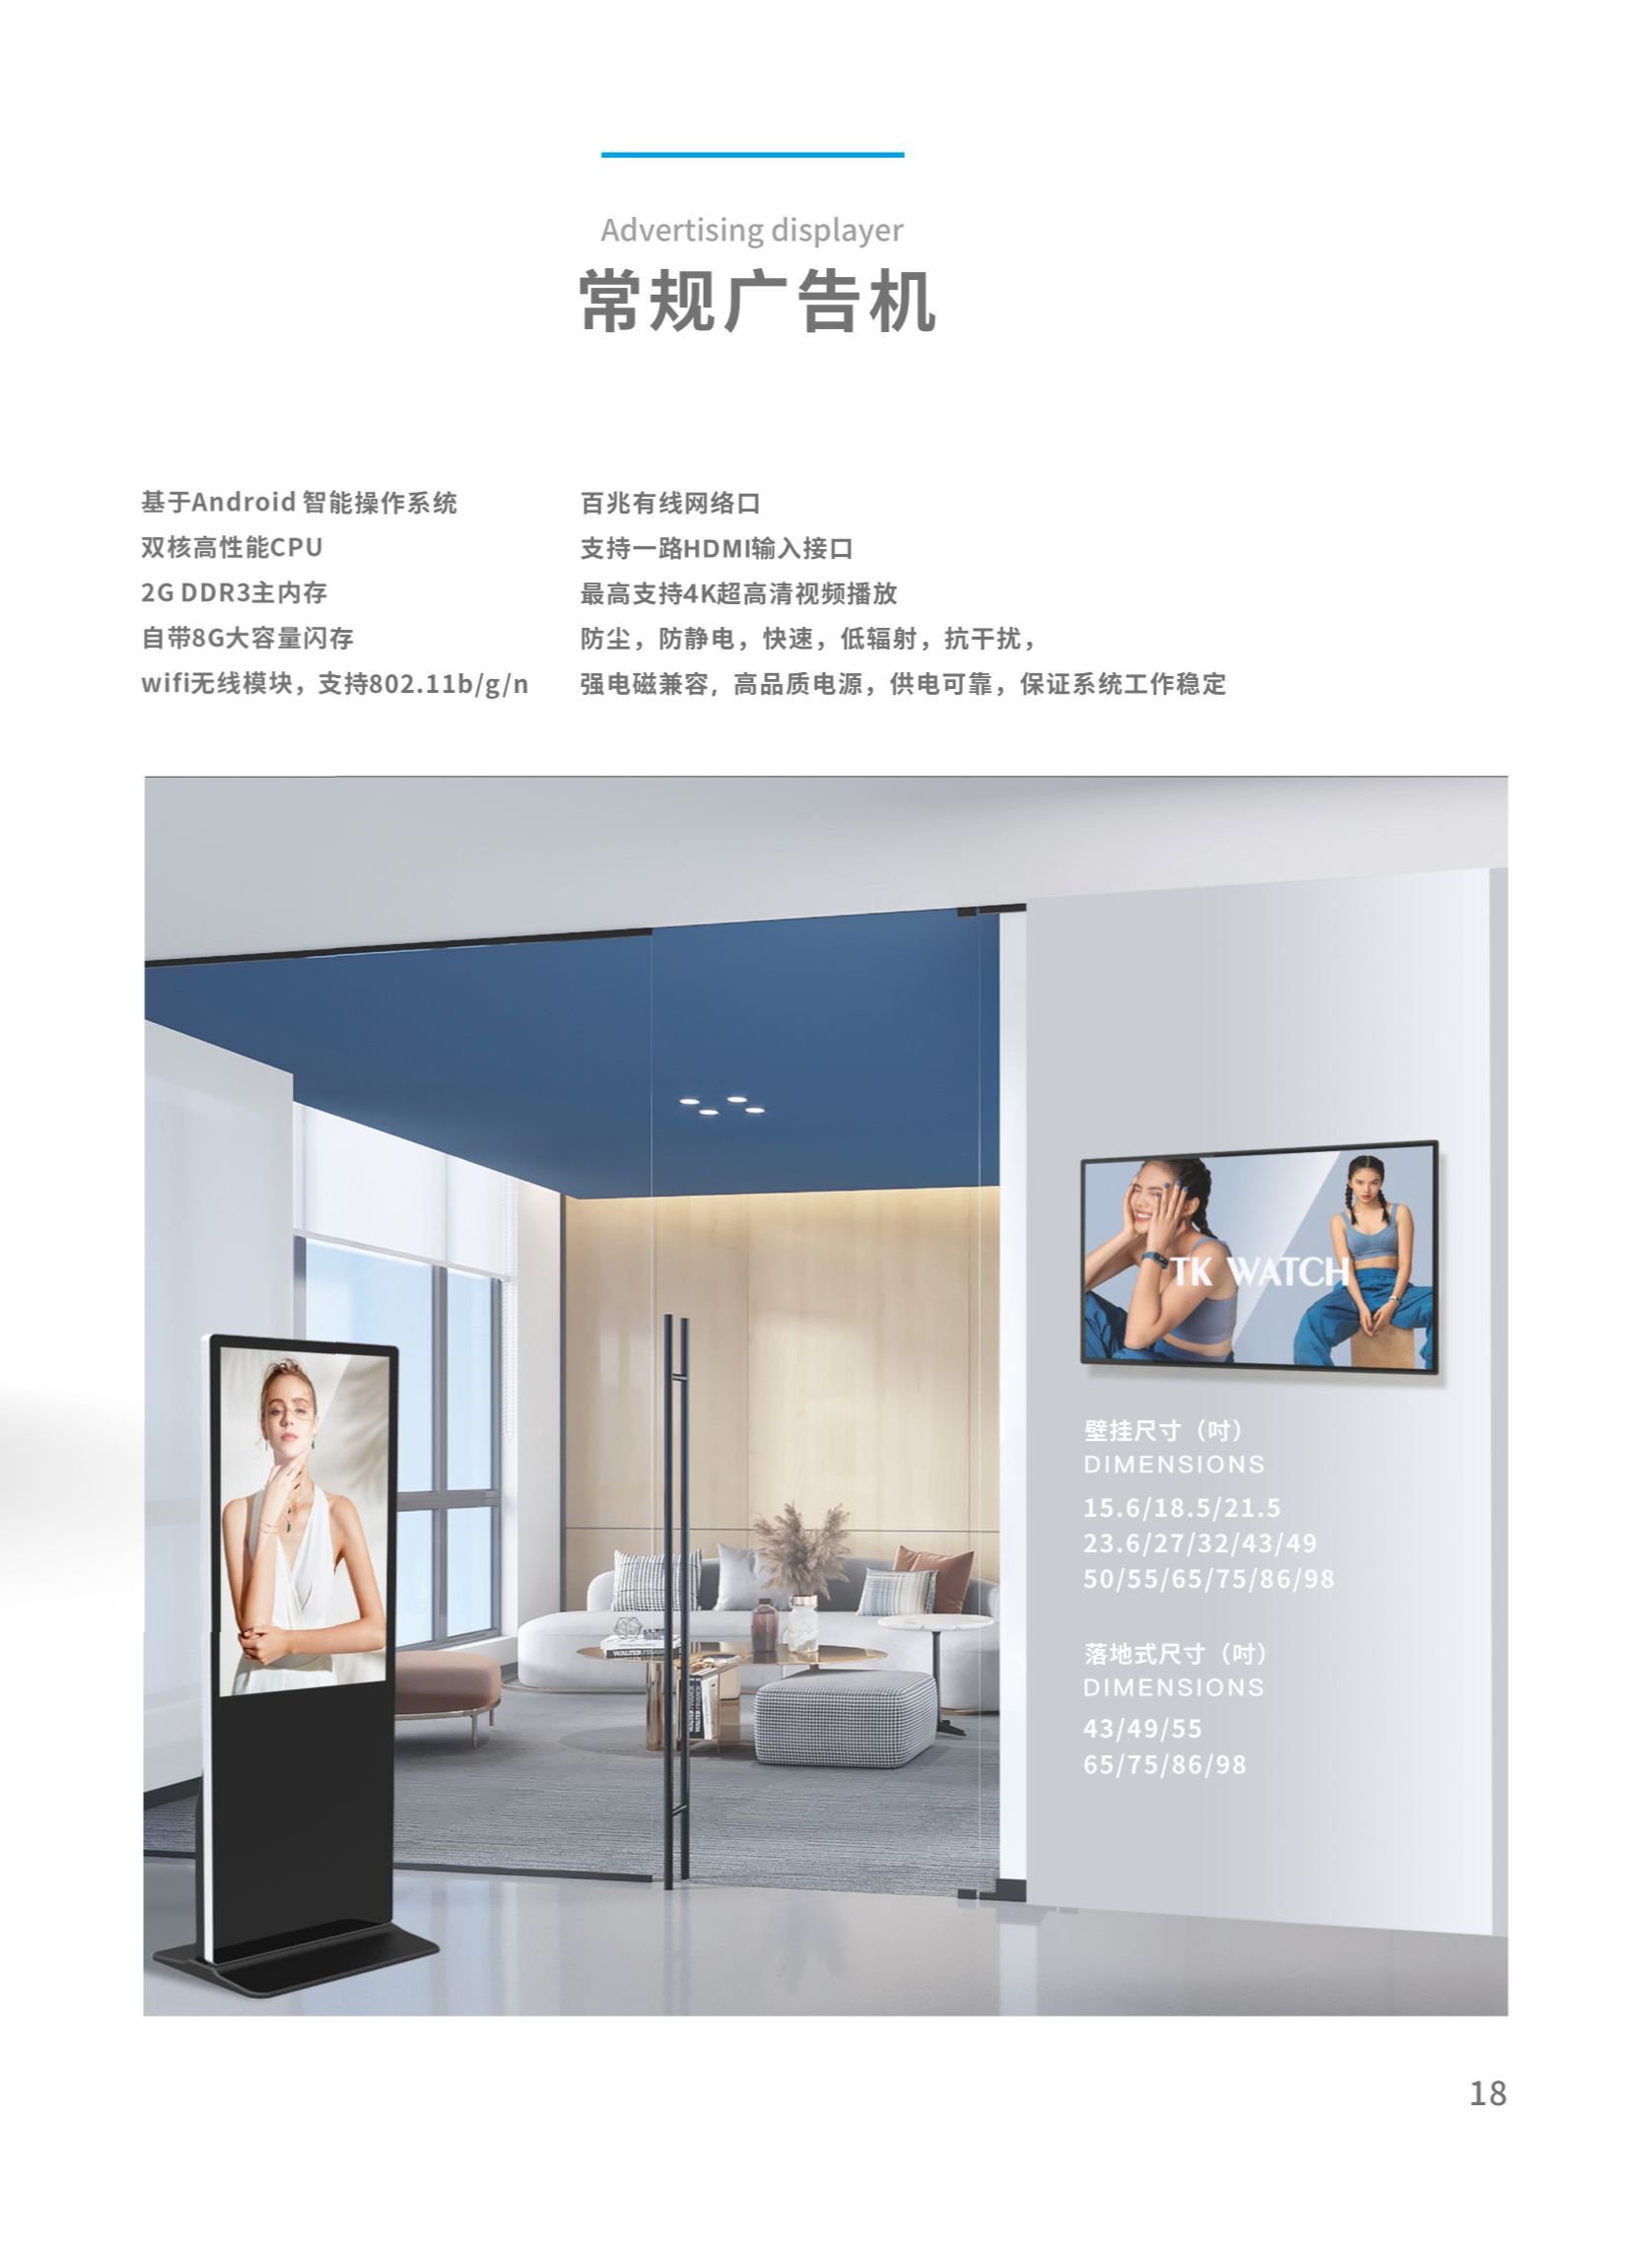 Advertising displayer
常规广告机
基于Android 智能操作系统
双核高性能CPU
2G DDR3主内存
自带8G大容量闪存
wifi无线模块，支持802.11b/g/n
百兆有线网络口
支持一路HDMI输入接口
最高支持4K超高清视频播放
防尘，防静电，快速，低辐射，抗干扰，
强电磁兼容，高品质电源，供电可靠，保证系统工作稳定
TK WATCH
壁挂尺寸（吋）
DIMENSIONS
15.6/18.5/21.5
23.6/27/32/43/49
50/55/65/75/86/98
落地式尺寸（吋）
DIMENSIONS
43/49/55
65/75/86/98
18